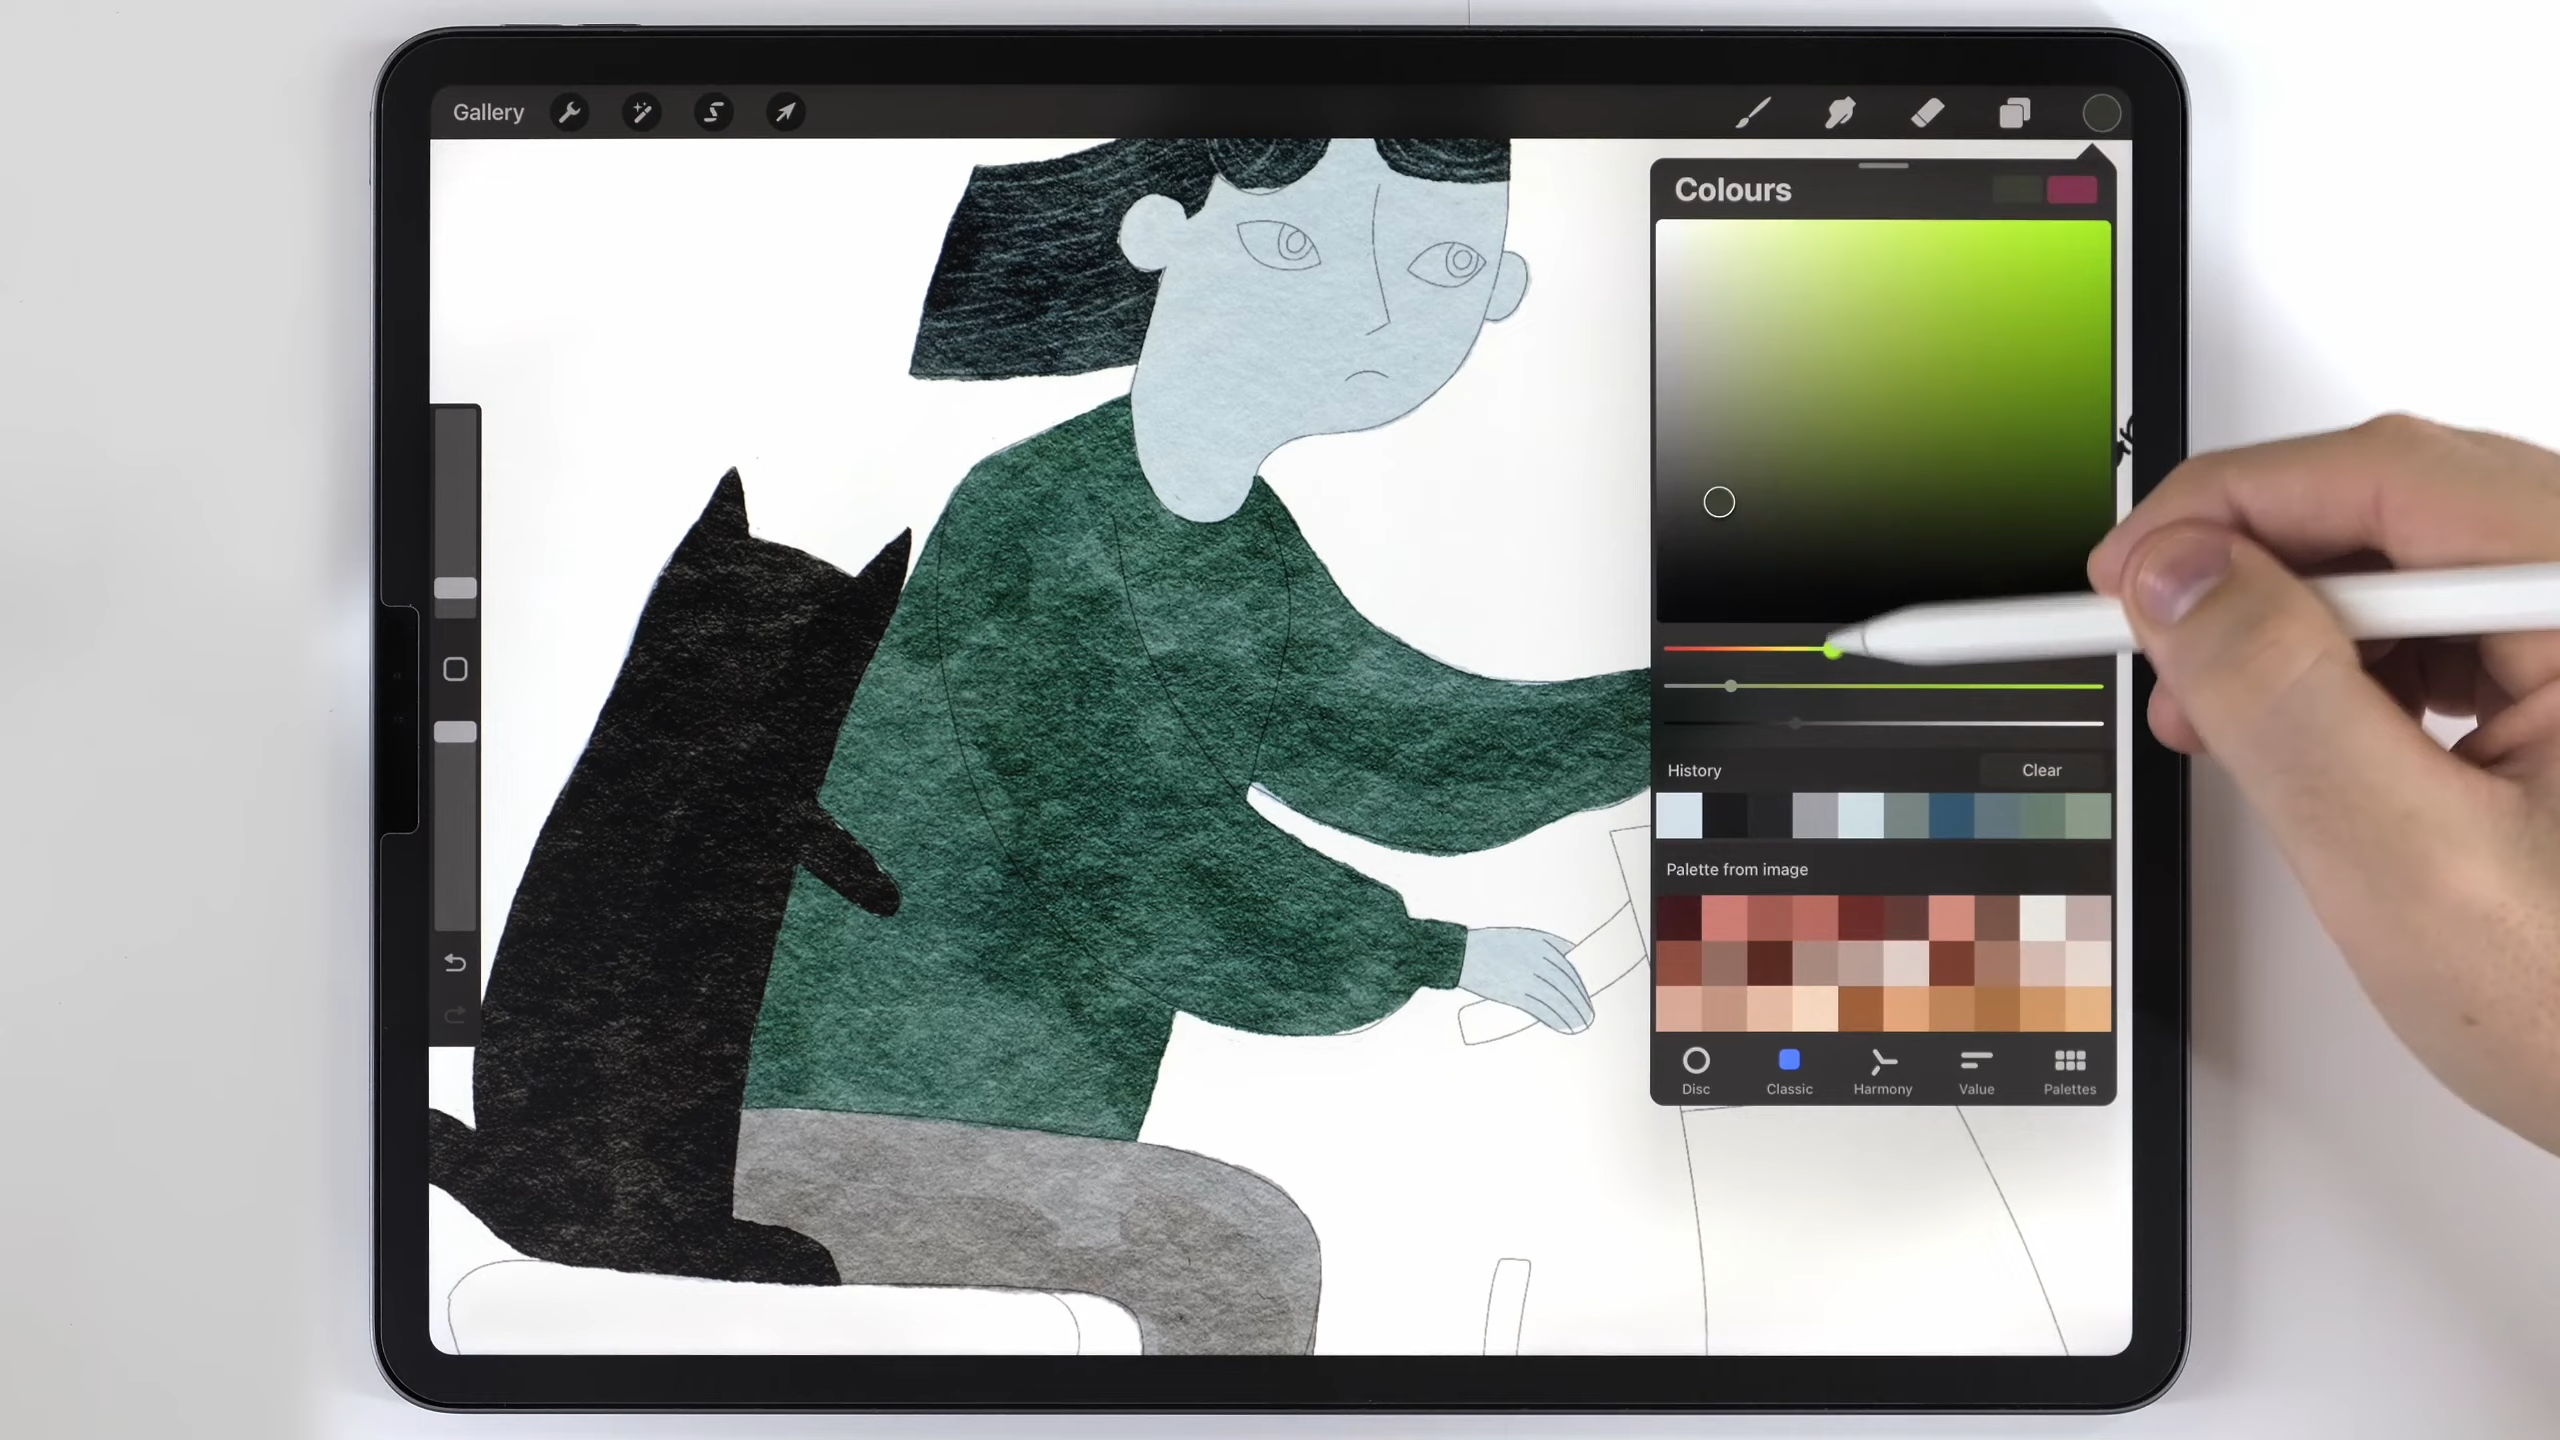 Gallery
Colours
History Clear
Palette from image
Disc Classic Harmony Value Palettes